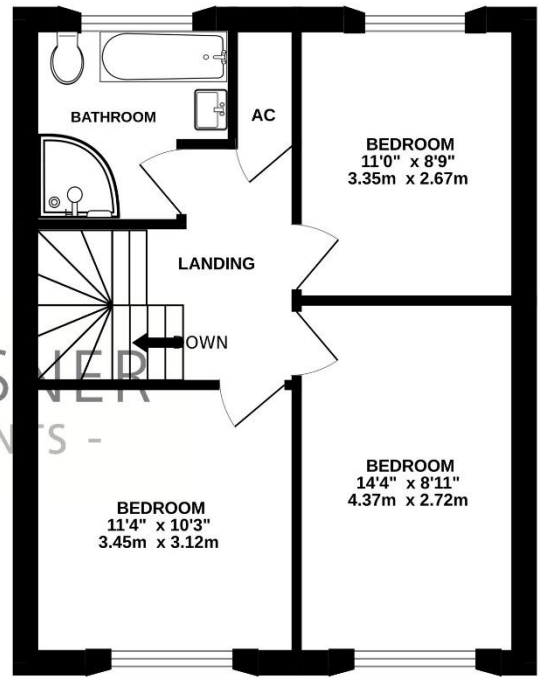 BATHROOM
AC
BEDROOM
11'0" x 8'9"
3.35m x 2.67m
LANDING
OWN
SNER
NTS -
BEDROOM
11'4" x 10'3"
3.45m x 3.12m
BEDROOM
14'4" x 8'11"
4.37m x 2.72m